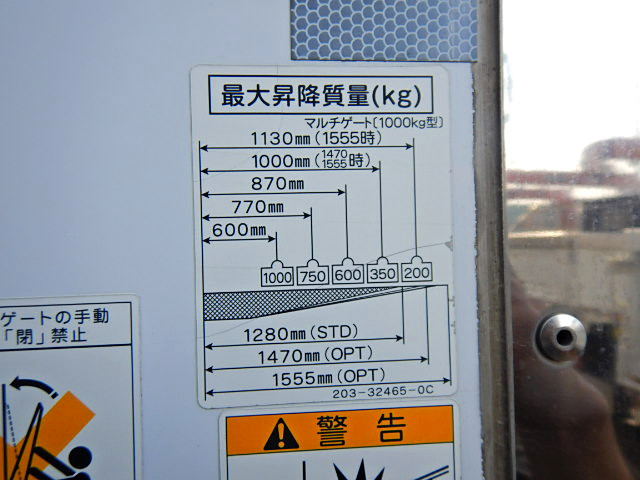 最大昇降質量(kg)
マルチゲート[1000kg型]
1130mm(1555時)
1000mm(1470 1555時)
870mm
770mm
600mm
1000 750 600 350 200
1280mm(STD)
1470mm(OPT)
1555mm(OPT)
203-32465-0C
ゲートの手動
「閉」禁止
警告